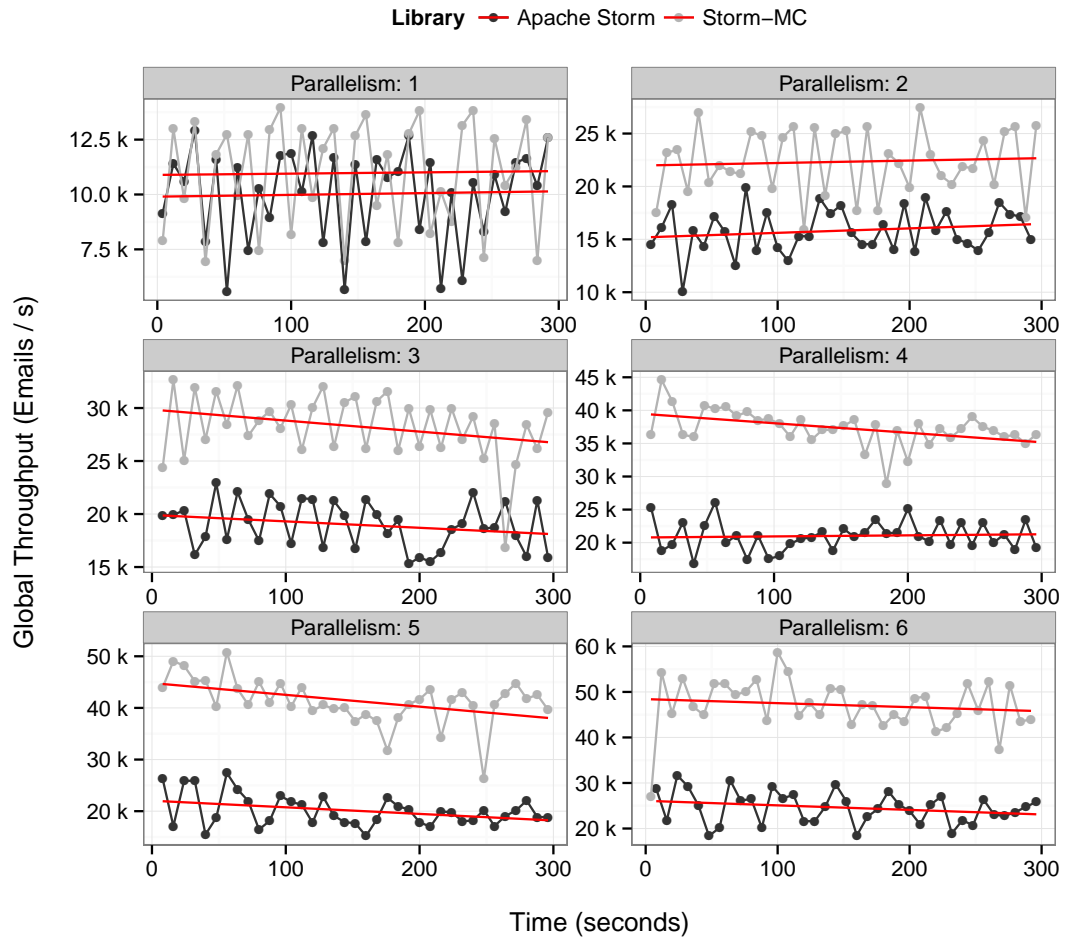 Library Apache Storm Storm−MC
Global Throughput (Emails / s)
Parallelism: 1
12.5 k
10.0 k
7.5 k
0 100 200 300
Parallelism: 2
25 k
20 k
15 k
10 k
0 100 200 300
Parallelism: 3
30 k
25 k
20 k
15 k
0 100 200 300
Parallelism: 4
45 k
40 k
35 k
30 k
25 k
20 k
0 100 200 300
Parallelism: 5
50 k
40 k
30 k
20 k
0 100 200 300
Parallelism: 6
60 k
50 k
40 k
30 k
20 k
0 100 200 300
Time (seconds)